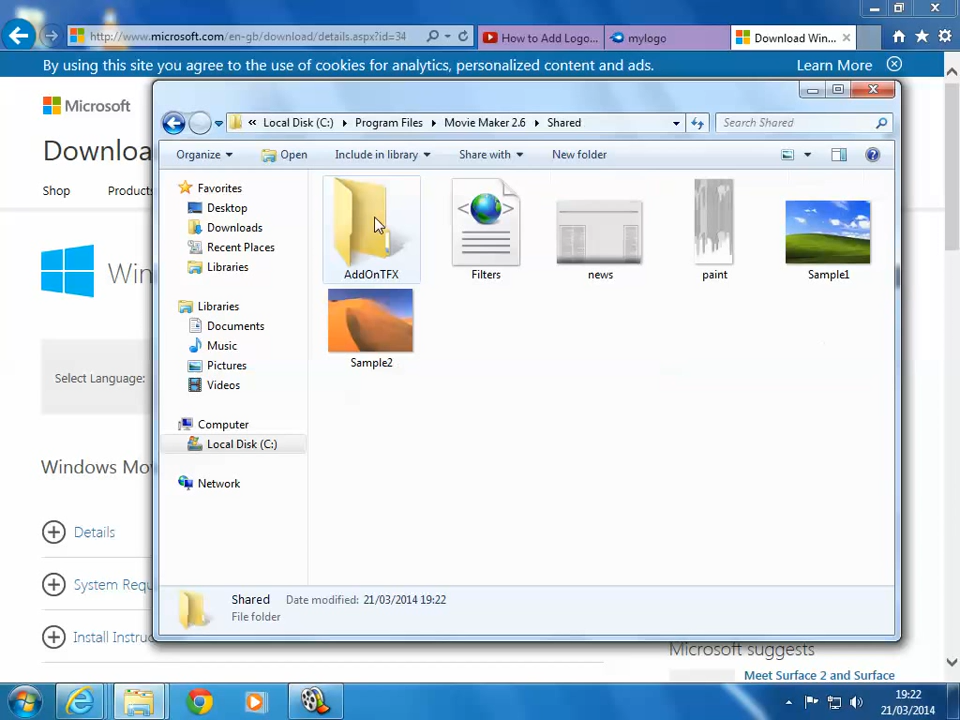 http://www.microsoft.com/en-gb/download/details.aspx?id=34
How to Add Logo...
mylogo
Download Win...
By using this site you agree to the use of cookies for analytics, personalized content and ads.
Learn More
Microsoft
Downloa
Shop
Products
Win
Select Language:
Windows Mo
Details
System Requ
Install Instruc
« Local Disk (C:) Program Files Movie Maker 2.6 Shared
Search Shared
Organize
Open
Include in library
Share with
New folder
Favorites
Desktop
Downloads
Recent Places
Libraries
Libraries
Documents
Music
Pictures
Videos
Computer
Local Disk (C:)
Network
AddOnTFX
Filters
news
paint
Sample1
Sample2
Shared
Date modified: 21/03/2014 19:22
File folder
Microsoft suggests
Meet Surface 2 and Surface
19:22
21/03/2014